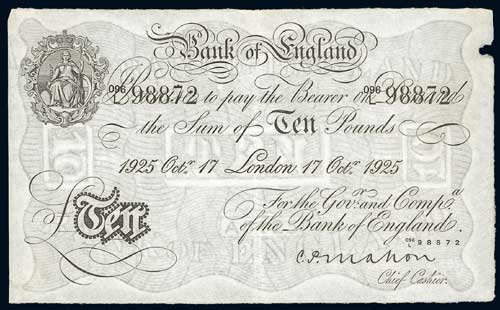 Bank of England
096/L 98872 to pay the Bearer on Demand 096/L 98872
the Sum of Ten Pounds
1925 Octr. 17 London 17 Octr. 1925
For the Govr. and Compa.
of the Bank of England.
096/L 98872
£Ten
C.P. Mahon
Chief Cashier.